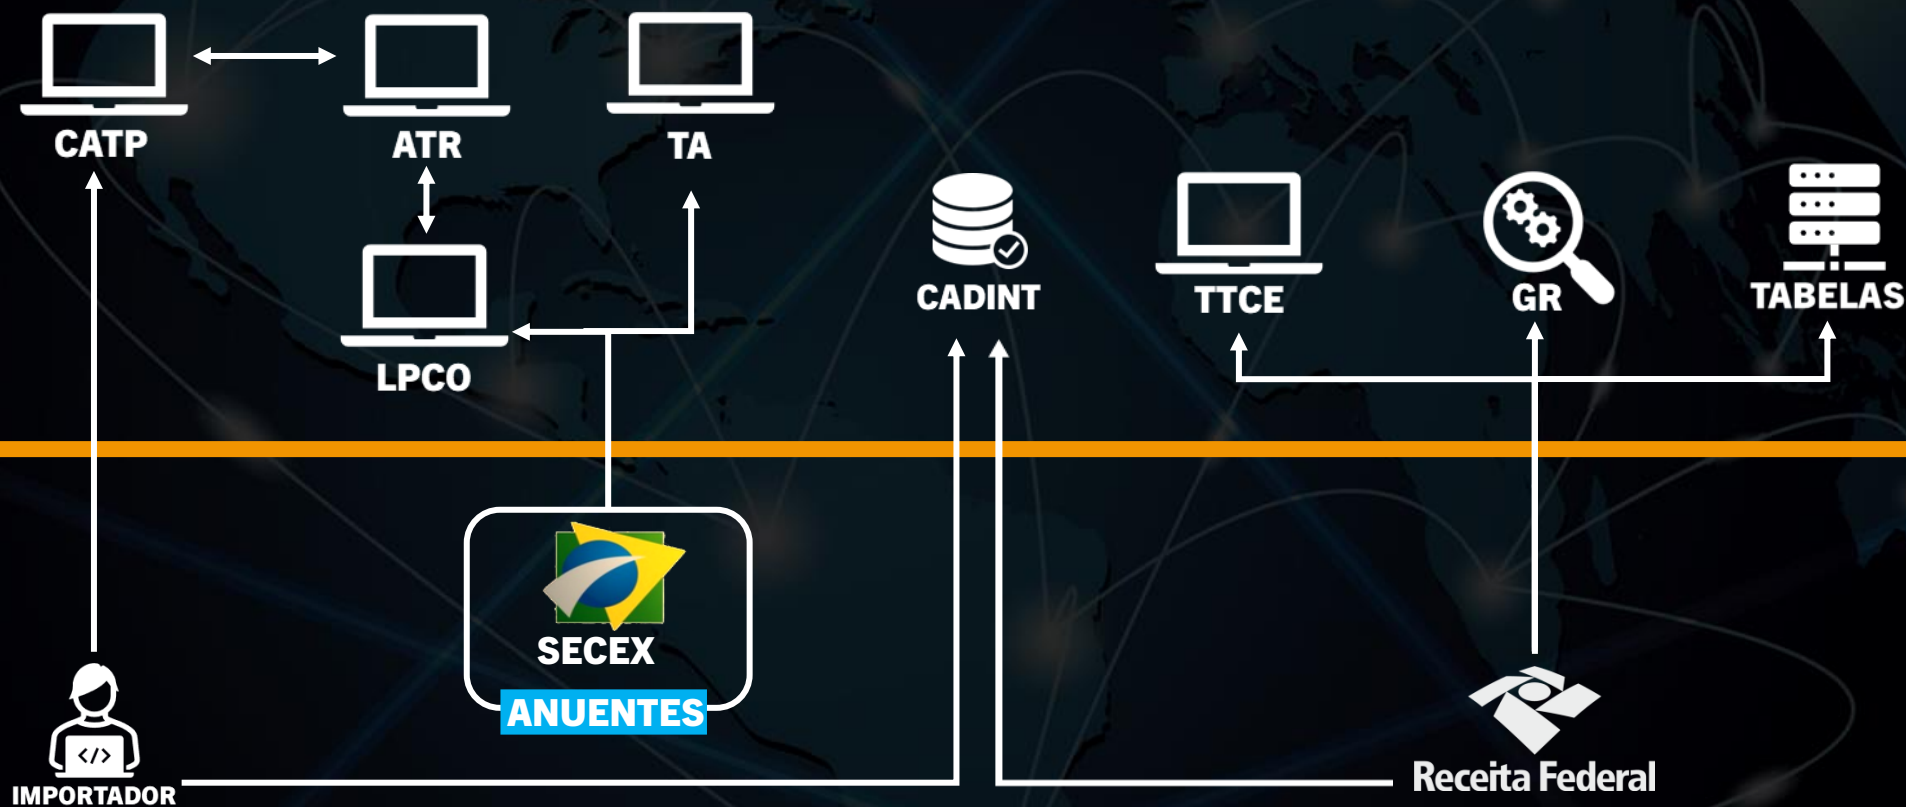 CATP
ATR
TA
CADINT
TTCE
GR
TABELAS
LPCO
SECEX
ANUENTES
</>
IMPORTADOR
Receita Federal